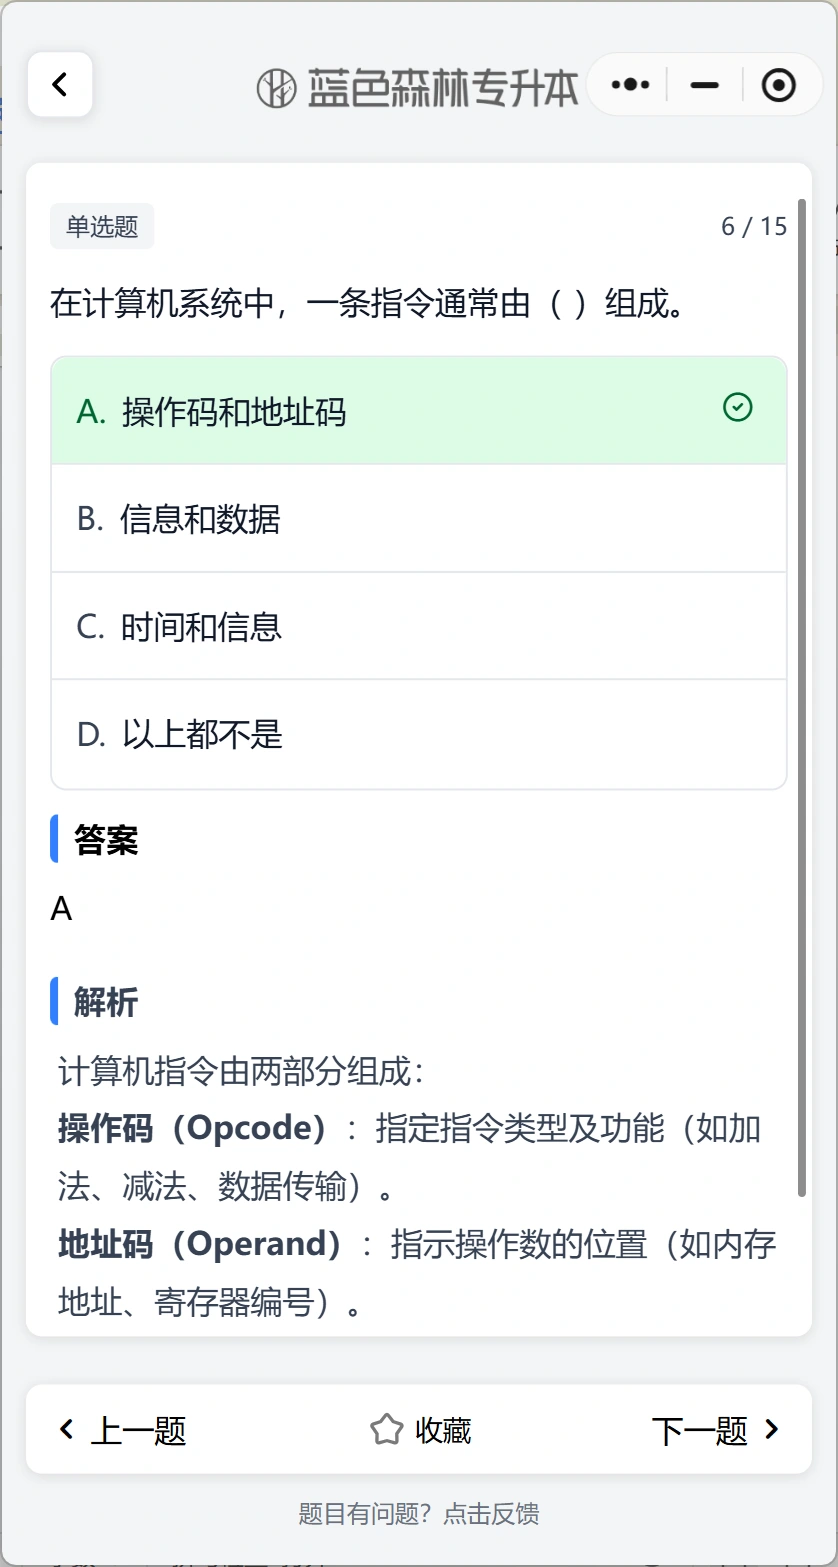 蓝色森林专升本
单选题
6 / 15
在计算机系统中，一条指令通常由（ ）组成。
A. 操作码和地址码
B. 信息和数据
C. 时间和信息
D. 以上都不是
答案
A
解析
计算机指令由两部分组成：
操作码（Opcode）：指定指令类型及功能（如加
法、减法、数据传输）。
地址码（Operand）：指示操作数的位置（如内存
地址、寄存器编号）。
上一题
收藏
下一题
题目有问题？点击反馈